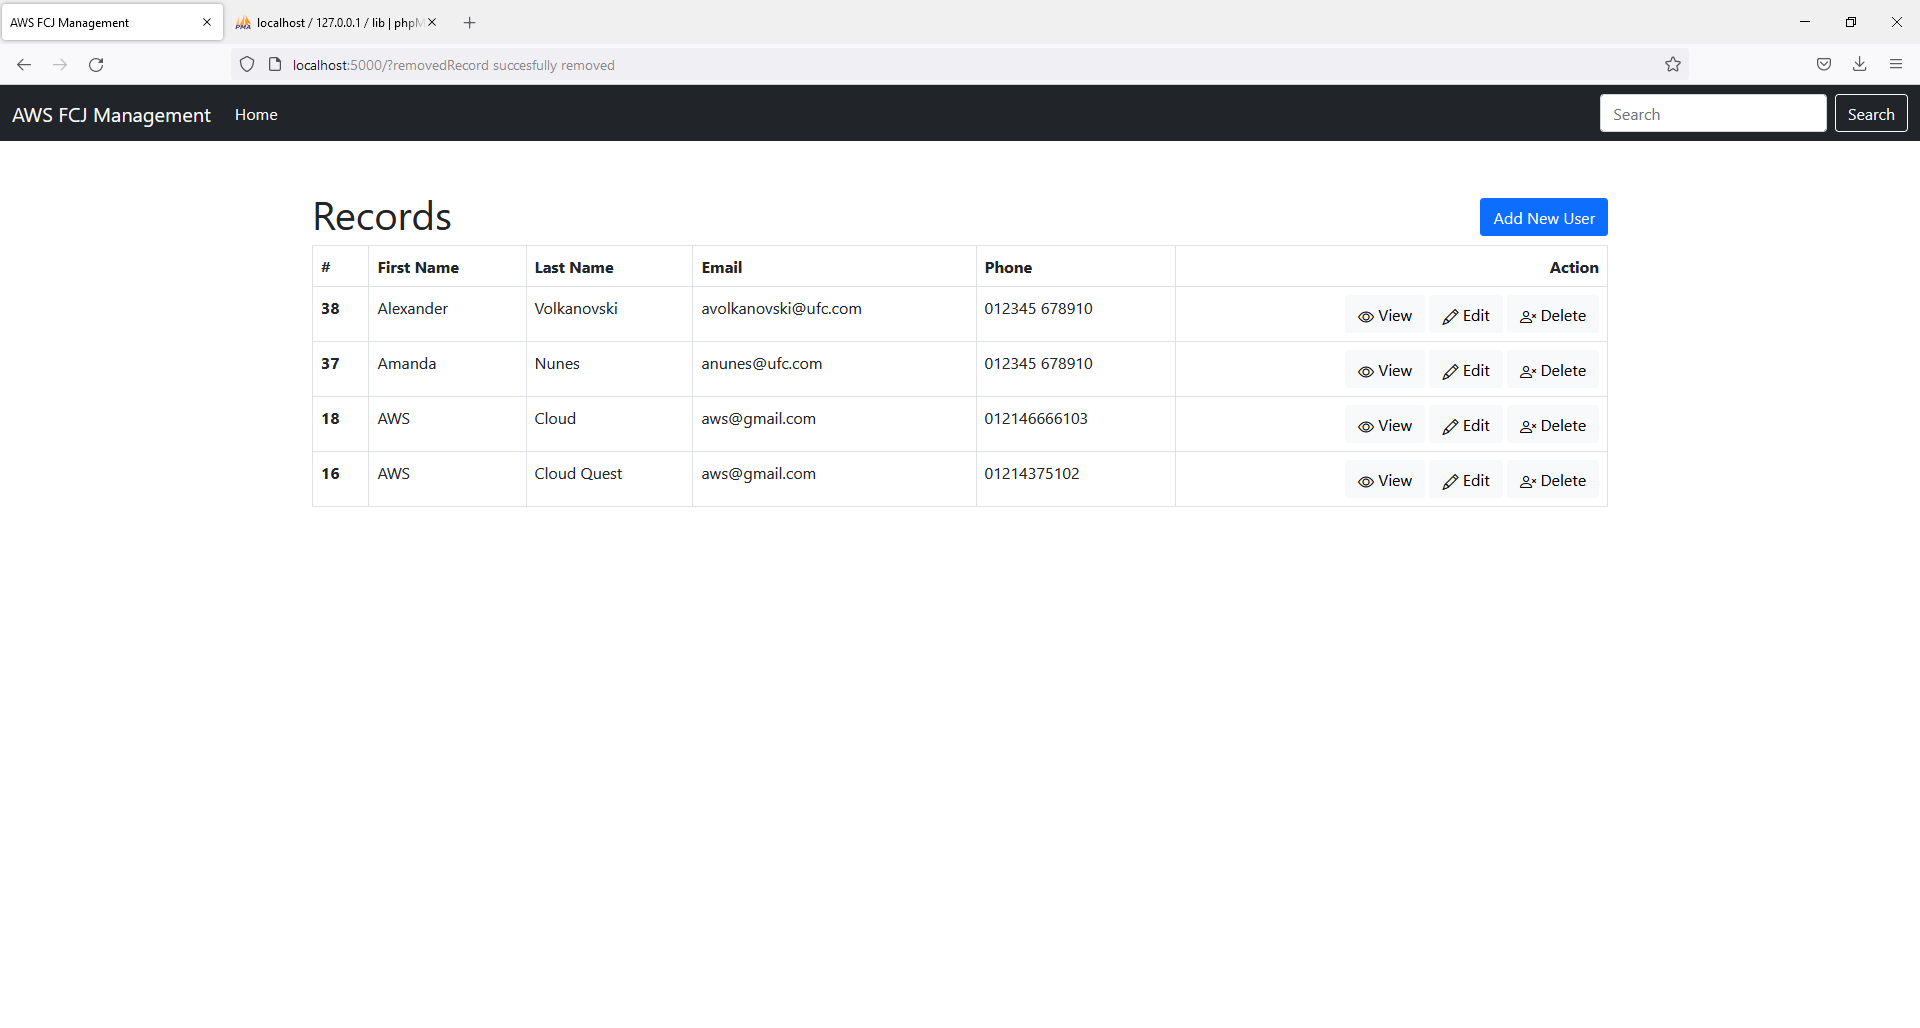 AWS FCJ Management
localhost / 127.0.0.1 / lib | phpM
localhost:5000/?removedRecord succesfully removed
AWS FCJ Management Home Search Search
Records Add New User
# First Name Last Name Email Phone Action
38 Alexander Volkanovski avolkanovski@ufc.com 012345 678910 View Edit Delete
37 Amanda Nunes anunes@ufc.com 012345 678910 View Edit Delete
18 AWS Cloud aws@gmail.com 012146666103 View Edit Delete
16 AWS Cloud Quest aws@gmail.com 01214375102 View Edit Delete